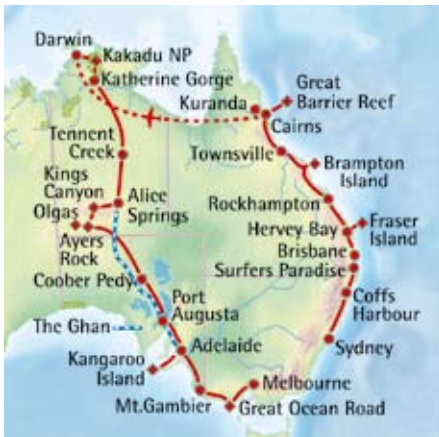 Darwin
Kakadu NP
Katherine Gorge
Great
Barrier Reef
Kuranda
Cairns
Tennent
Creek
Townsville
Kings
Canyon
Brampton
Island
Olgas
Alice
Springs
Rockhampton
Ayers
Rock
Hervey Bay
Fraser
Island
Brisbane
Surfers Paradise
Coober Pedy
Port
Augusta
Coffs
Harbour
The Ghan
Adelaide
Sydney
Kangaroo
Island
Melbourne
Mt.Gambier
Great Ocean Road